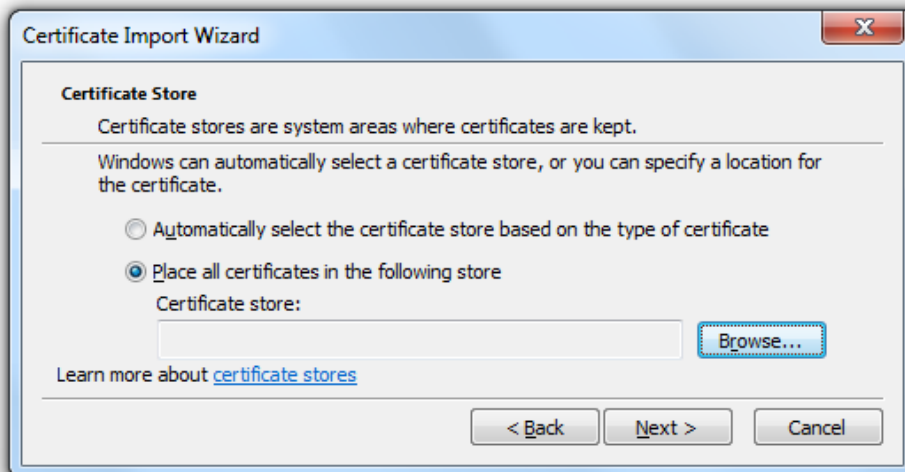 Certificate Import Wizard
Certificate Store
Certificate stores are system areas where certificates are kept.
Windows can automatically select a certificate store, or you can specify a location for
the certificate.
Automatically select the certificate store based on the type of certificate
Place all certificates in the following store
Certificate store:
Browse...
Learn more about certificate stores
< Back Next > Cancel